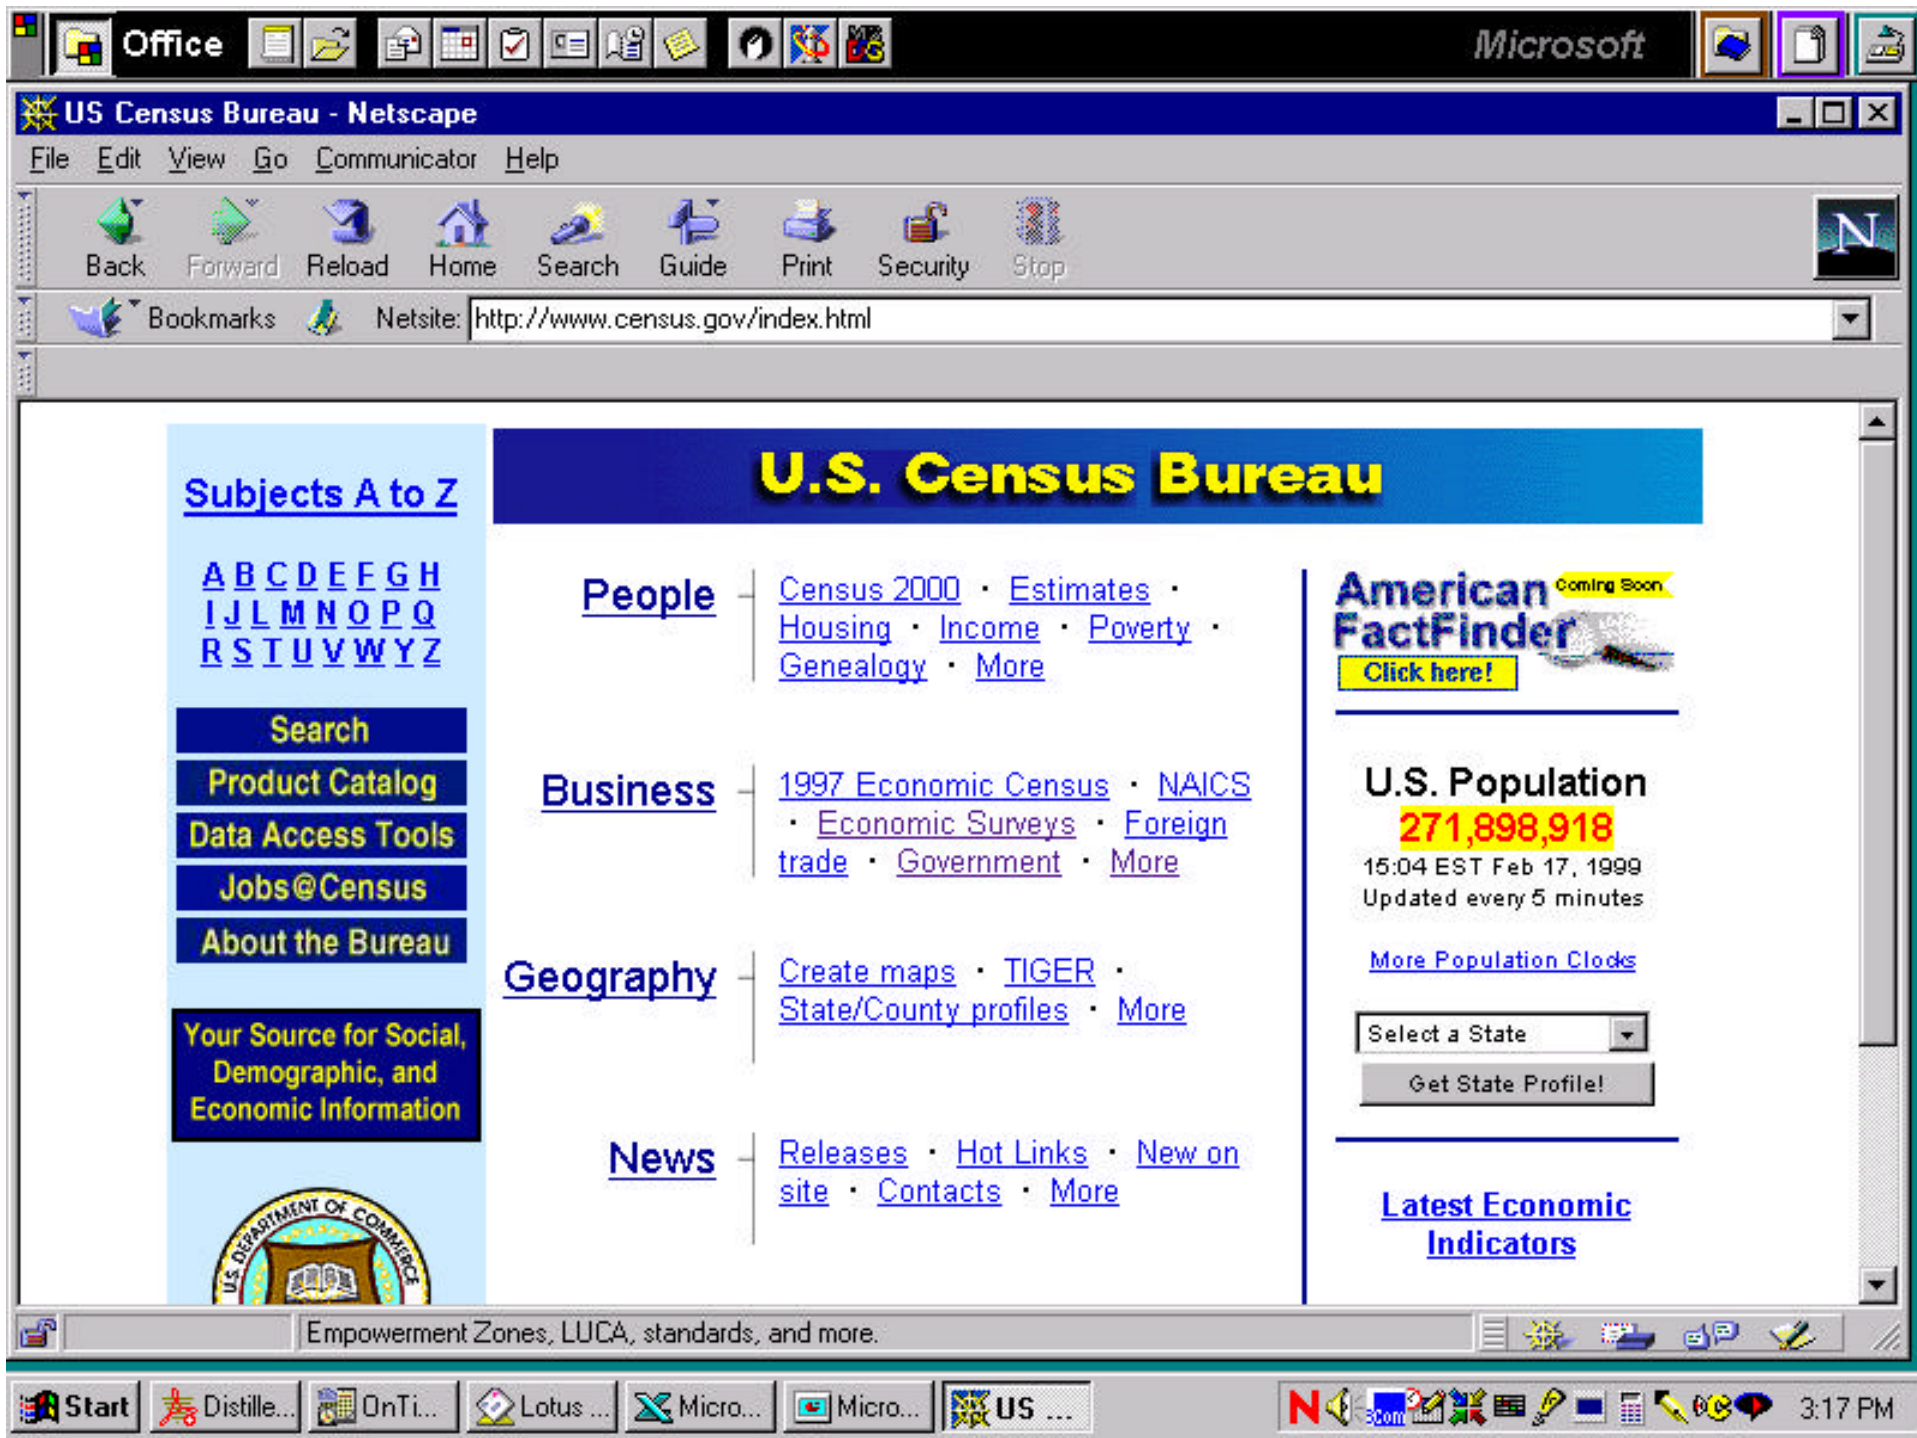 Office
Microsoft
US Census Bureau - Netscape
File Edit View Go Communicator Help
Back Forward Reload Home Search Guide Print Security Stop
N
Bookmarks Netsite: http://www.census.gov/index.html
Subjects A to Z
A B C D E F G H
I J L M N O P Q
R S T U V W Y Z
Search
Product Catalog
Data Access Tools
Jobs@Census
About the Bureau
Your Source for Social,
Demographic, and
Economic Information
U.S. DEPARTMENT OF COMMERCE
U.S. Census Bureau
People
Census 2000 · Estimates ·
Housing · Income · Poverty ·
Genealogy · More
Business
1997 Economic Census · NAICS
· Economic Surveys · Foreign
trade · Government · More
Geography
Create maps · TIGER ·
State/County profiles · More
News
Releases · Hot Links · New on
site · Contacts · More
American
Coming Soon
FactFinder
Click here!
U.S. Population
271,898,918
15:04 EST Feb 17, 1999
Updated every 5 minutes
More Population Clocks
Select a State
Get State Profile!
Latest Economic
Indicators
Empowerment Zones, LUCA, standards, and more.
Start Distille... OnTi... Lotus ... Micro... Micro... US ... N 3Com 3:17 PM